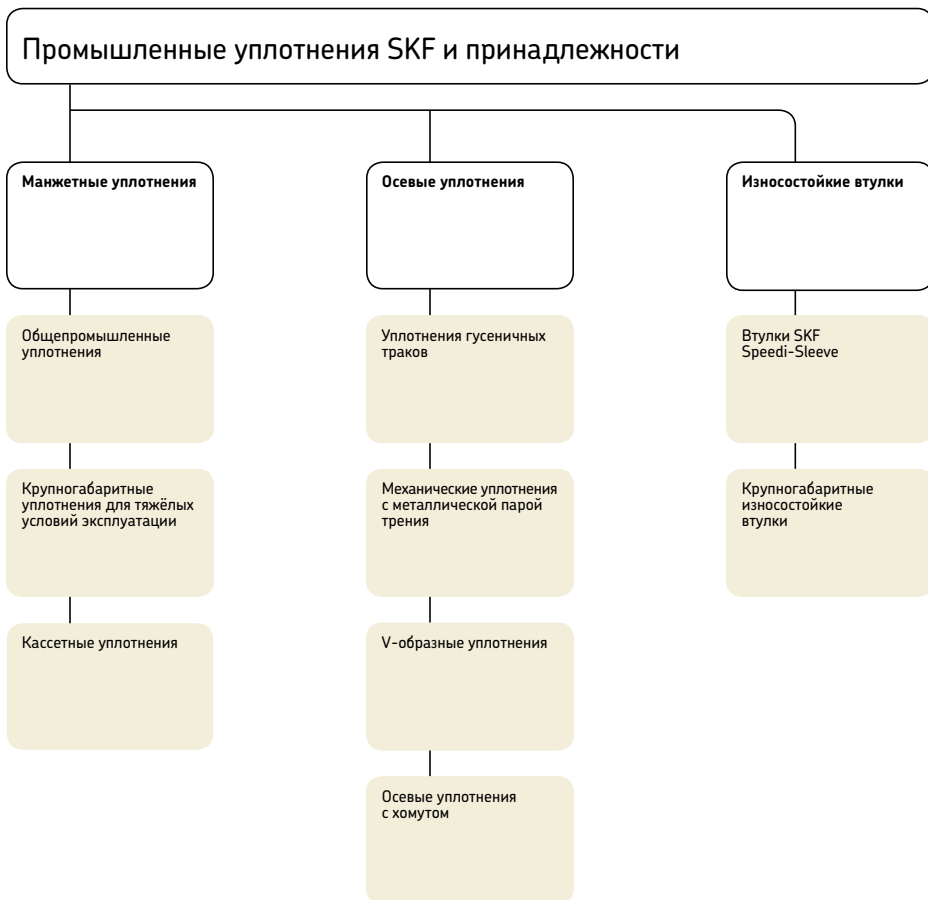 Промышленные уплотнения SKF и принадлежности
Манжетные уплотнения
Общепромышленные
уплотнения
Крупногабаритные
уплотнения для тяжёлых
условий эксплуатации
Кассетные уплотнения
Осевые уплотнения
Уплотнения гусеничных
траков
Механические уплотнения
с металлической парой
трения
V-образные уплотнения
Осевые уплотнения
с хомутом
Износостойкие втулки
Втулки SKF
Speedi-Sleeve
Крупногабаритные
износостойкие
втулки